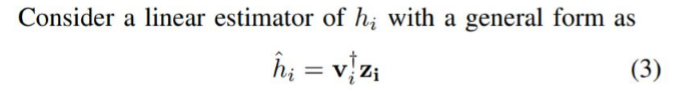 Consider a linear estimator of hᵢ with a general form as
ĥᵢ = vᵢ†zᵢ (3)